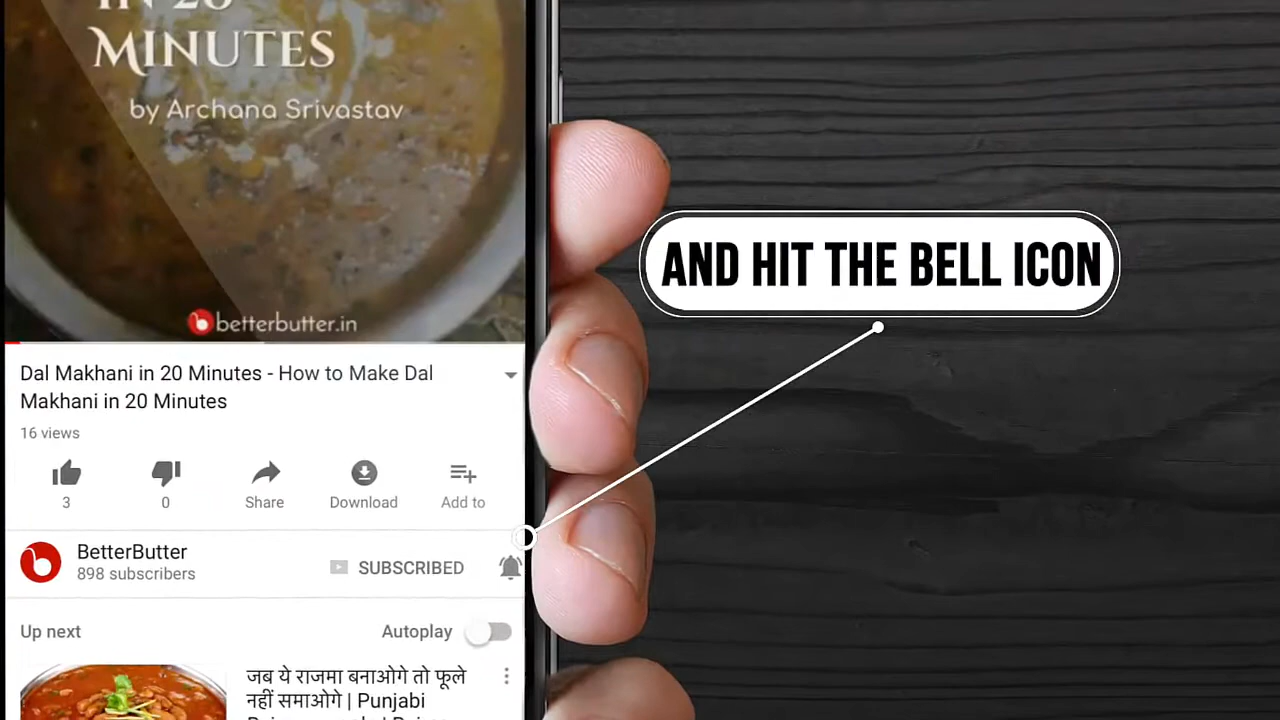 IN 20
MINUTES
by Archana Srivastav
betterbutter.in
AND HIT THE BELL ICON
Dal Makhani in 20 Minutes - How to Make Dal
Makhani in 20 Minutes
16 views
3
0
Share
Download
Add to
BetterButter
898 subscribers
SUBSCRIBED
Up next
Autoplay
जब ये राजमा बनाओगे तो फूले
नहीं समाओगे | Punjabi